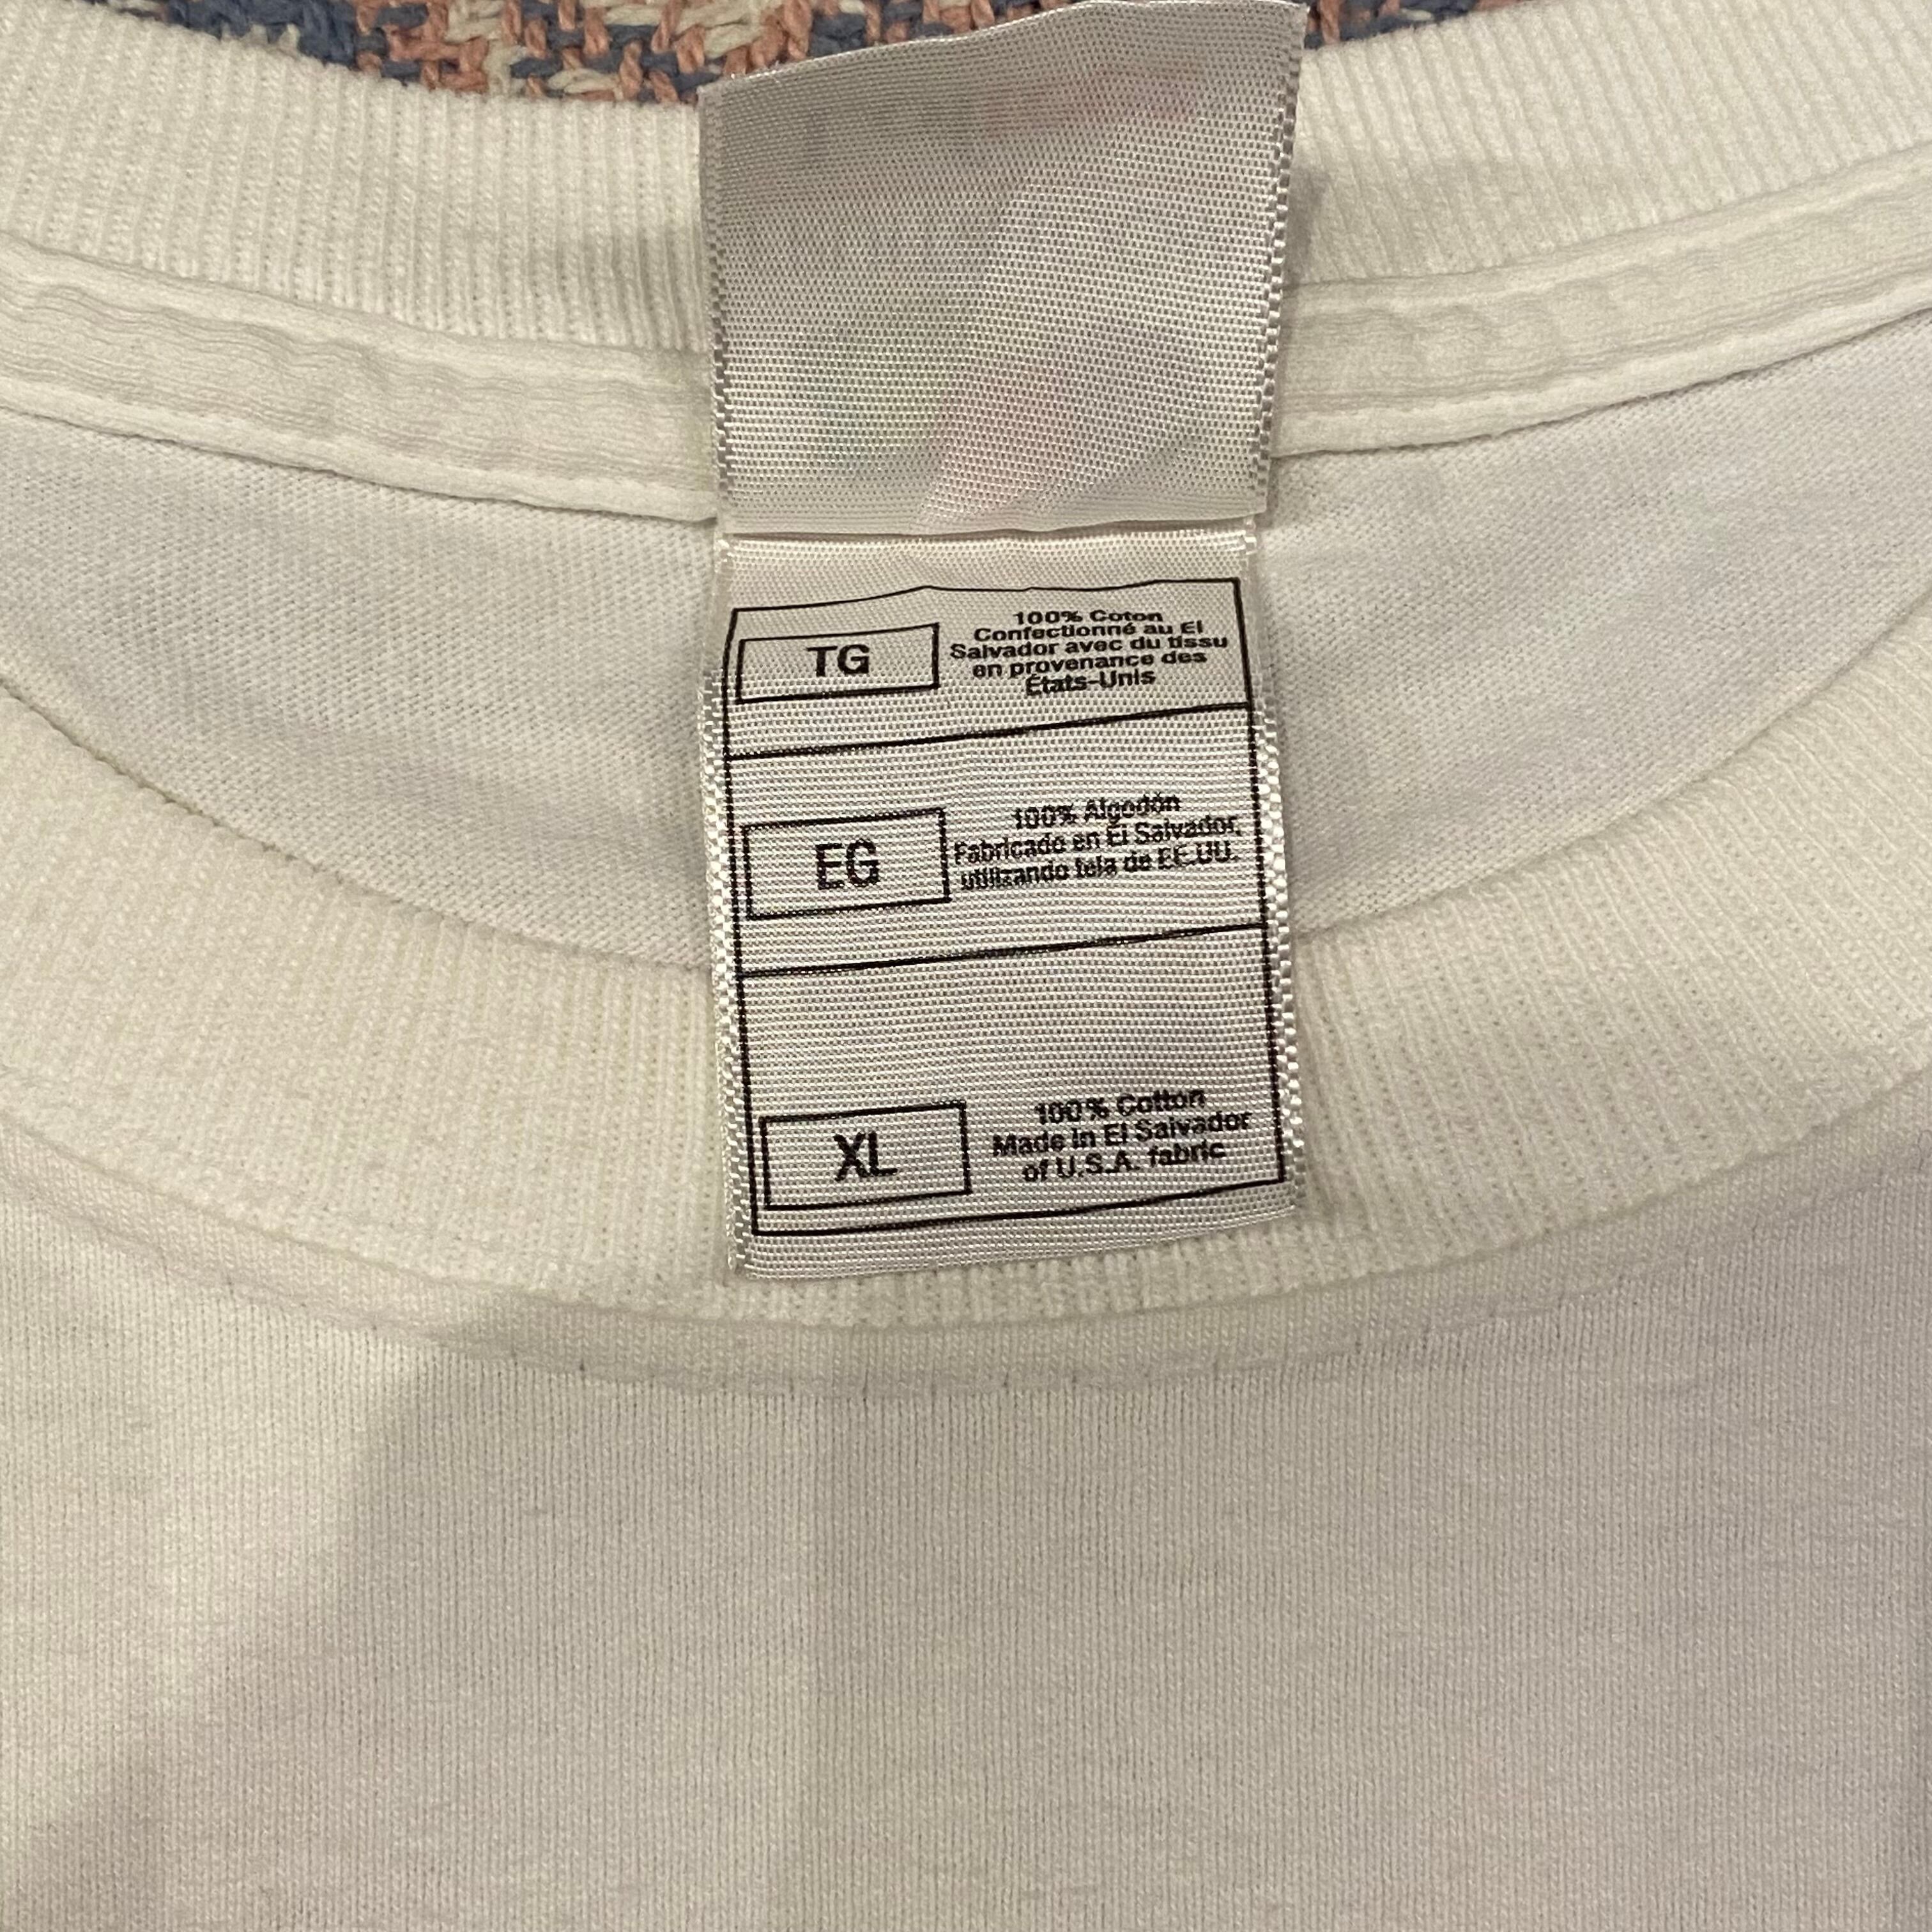 TG
100% Coton
Confectionné au El
Salvador avec du tissu
en provenance des
États-Unis
EG
100% Algodón
Fabricado en El Salvador,
utilizando tela de EE.UU.
XL
100% Cotton
Made in El Salvador
of U.S.A. fabric